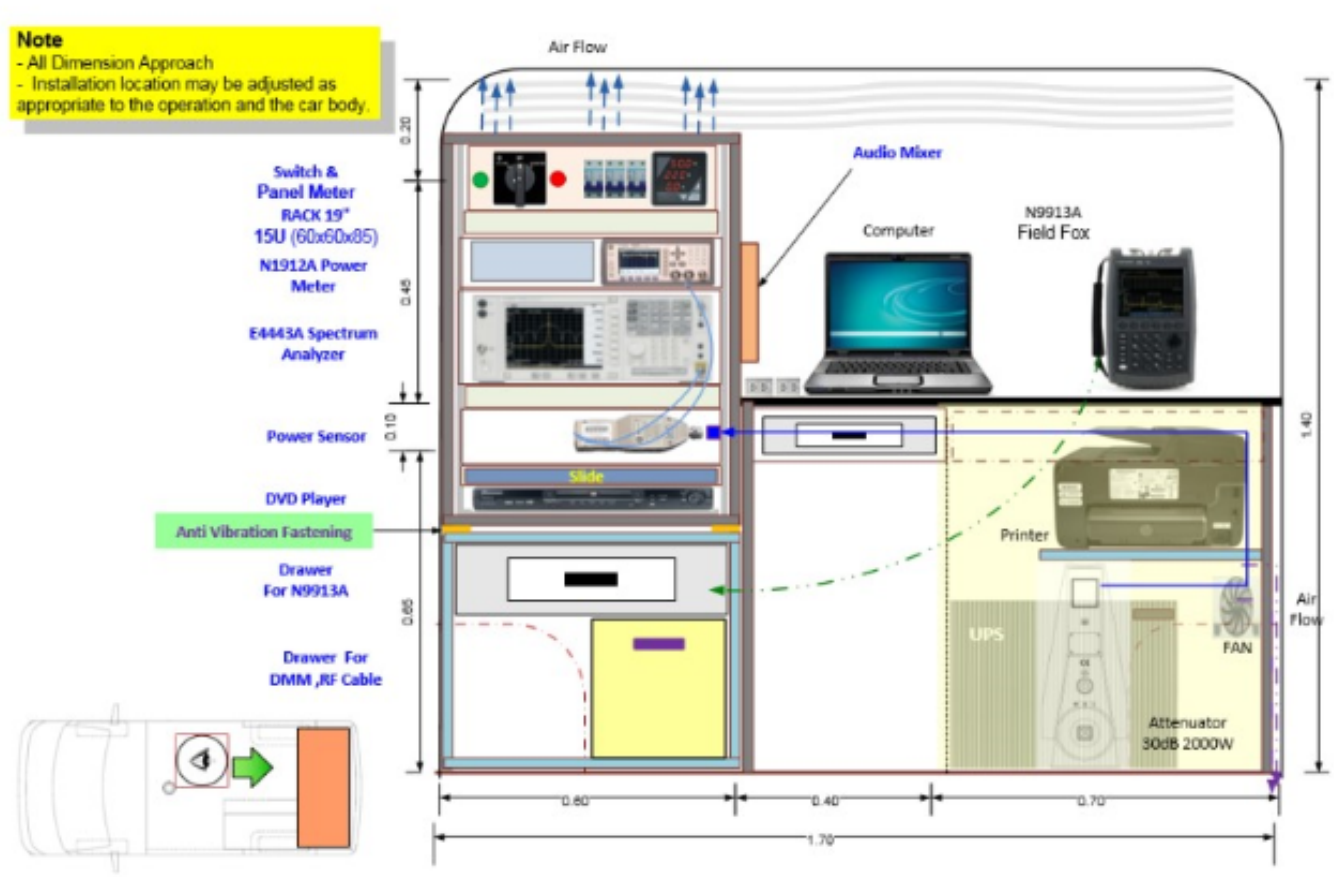 Note
- All Dimension Approach
- Installation location may be adjusted as
appropriate to the operation and the car body.
Air Flow
0.20
Switch &
Panel Meter
RACK 19"
15U (60x60x85)
N1912A Power
Meter
0.45
E4443A Spectrum
Analyzer
Audio Mixer
Computer
N9913A
Field Fox
Power Sensor
0.10
1.40
Slide
DVD Player
Anti Vibration Fastening
Printer
Drawer
For N9913A
0.65
Air
Flow
UPS
FAN
Drawer For
DMM ,RF Cable
Attenuator
30dB 2000W
0.60
0.40
0.70
1.70